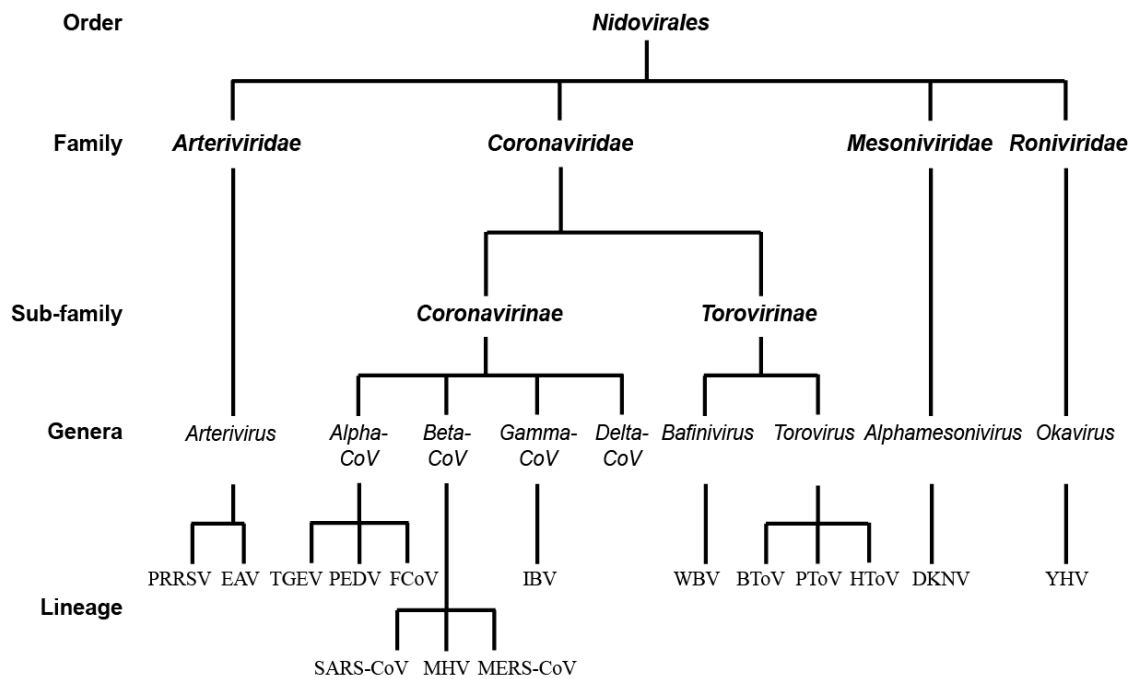 Order Nidovirales
Family Arteriviridae Coronaviridae Mesoniviridae Roniviridae
Sub-family Coronavirinae Torovirinae
Genera Arterivirus Alpha- Beta- Gamma- Delta- Bafinivirus Torovirus Alphamesonivirus Okavirus
CoV CoV CoV CoV
PRRSV EAV TGEV PEDV FCoV IBV WBV BToV PToV HToV DKNV YHV
Lineage
SARS-CoV MHV MERS-CoV